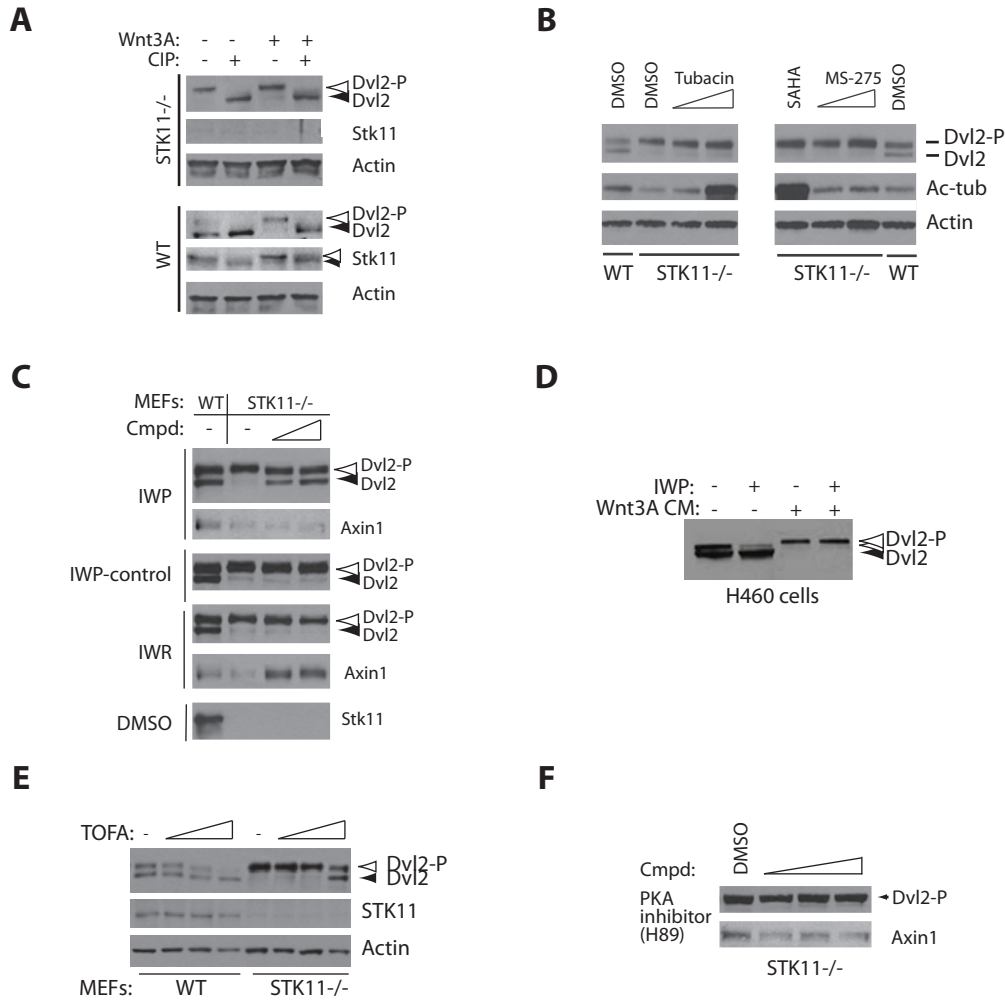 A
Wnt3A: - - + +
CIP: - + - +
STK11-/-
Dvl2-P
Dvl2
Stk11
Actin
WT
Dvl2-P
Dvl2
Stk11
Actin
B
DMSO
DMSO
Tubacin
SAHA
MS-275
DMSO
Dvl2-P
Dvl2
Ac-tub
Actin
WT STK11-/- STK11-/- WT
C
MEFs: WT STK11-/-
Cmpd: - -
IWP
Dvl2-P
Dvl2
Axin1
IWP-control
Dvl2-P
Dvl2
IWR
Dvl2-P
Dvl2
Axin1
DMSO
Stk11
D
IWP: - + - +
Wnt3A CM: - - + +
Dvl2-P
Dvl2
H460 cells
E
TOFA: - -
Dvl2-P
Dvl2
STK11
Actin
MEFs: WT STK11-/-
F
DMSO
Cmpd:
PKA
inhibitor
(H89)
Dvl2-P
Axin1
STK11-/-